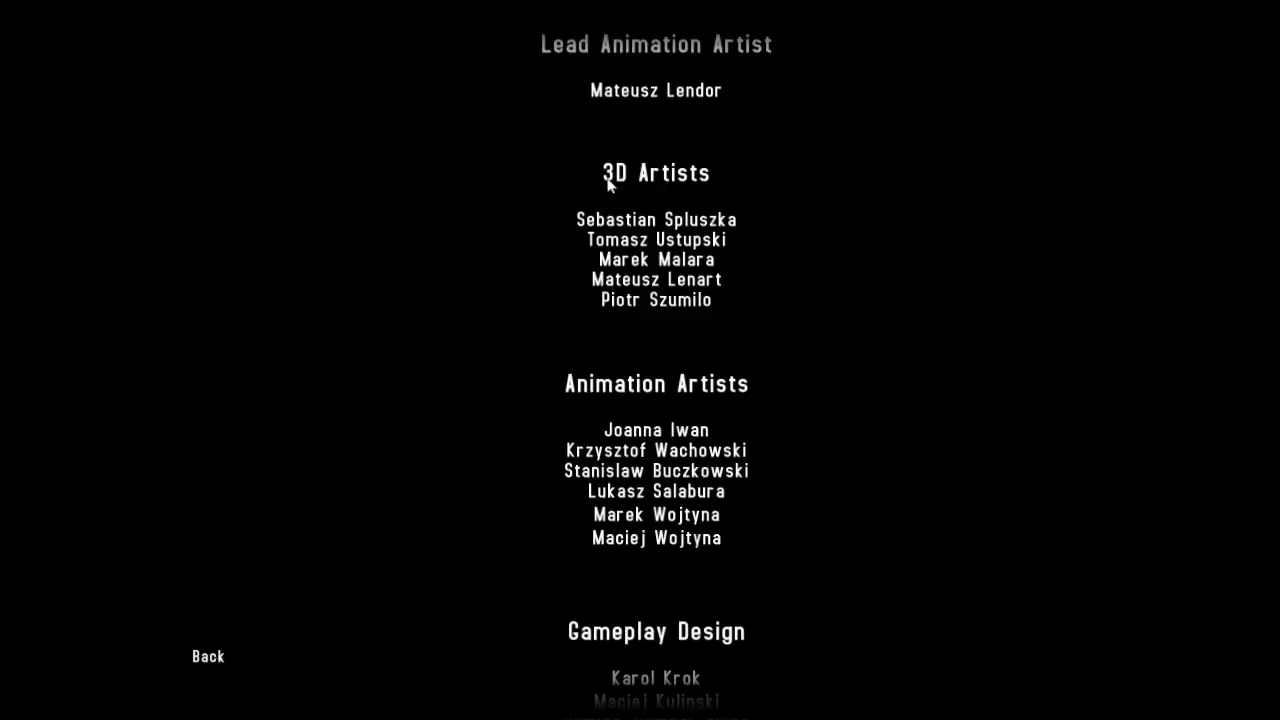 Lead Animation Artist
Mateusz Lendor
3D Artists
Sebastian Spluszka
Tomasz Ustupski
Marek Malara
Mateusz Lenart
Piotr Szumilo
Animation Artists
Joanna Iwan
Krzysztof Wachowski
Stanislaw Buczkowski
Lukasz Salabura
Marek Wojtyna
Maciej Wojtyna
Gameplay Design
Back
Karol Krok
Maciej Kulinski